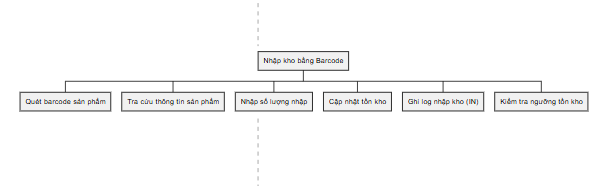 Nhập kho bằng Barcode
Quét barcode sản phẩm
Tra cứu thông tin sản phẩm
Nhập số lượng nhập
Cập nhật tồn kho
Ghi log nhập kho (IN)
Kiểm tra ngưỡng tồn kho